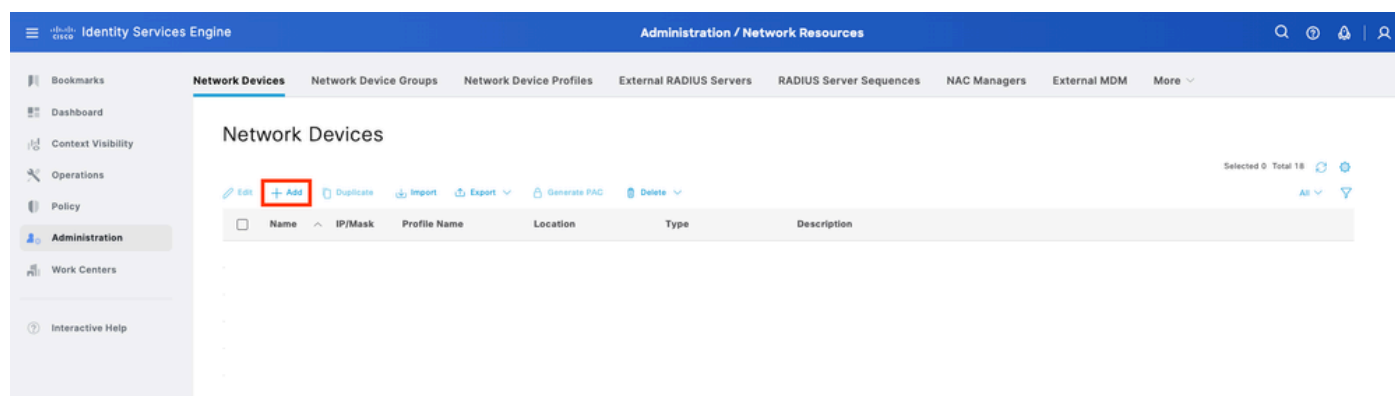 cisco Identity Services Engine
Administration / Network Resources
Bookmarks
Dashboard
Context Visibility
Operations
Policy
Administration
Work Centers
Interactive Help
Network Devices Network Device Groups Network Device Profiles External RADIUS Servers RADIUS Server Sequences NAC Managers External MDM More
Network Devices
Selected 0 Total 18
Edit Add Duplicate Import Export Generate PAC Delete All
Name IP/Mask Profile Name Location Type Description